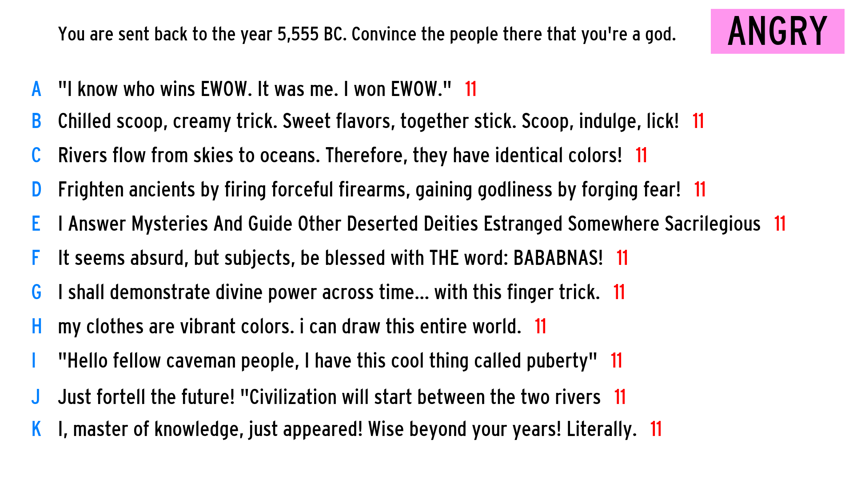 You are sent back to the year 5,555 BC. Convince the people there that you're a god.
ANGRY
A "I know who wins EWOW. It was me. I won EWOW." 11
B Chilled scoop, creamy trick. Sweet flavors, together stick. Scoop, indulge, lick! 11
C Rivers flow from skies to oceans. Therefore, they have identical colors! 11
D Frighten ancients by firing forceful firearms, gaining godliness by forging fear! 11
E I Answer Mysteries And Guide Other Deserted Deities Estranged Somewhere Sacrilegious 11
F It seems absurd, but subjects, be blessed with THE word: BABABNAS! 11
G I shall demonstrate divine power across time... with this finger trick. 11
H my clothes are vibrant colors. i can draw this entire world. 11
I "Hello fellow caveman people, I have this cool thing called puberty" 11
J Just fortell the future! "Civilization will start between the two rivers 11
K I, master of knowledge, just appeared! Wise beyond your years! Literally. 11